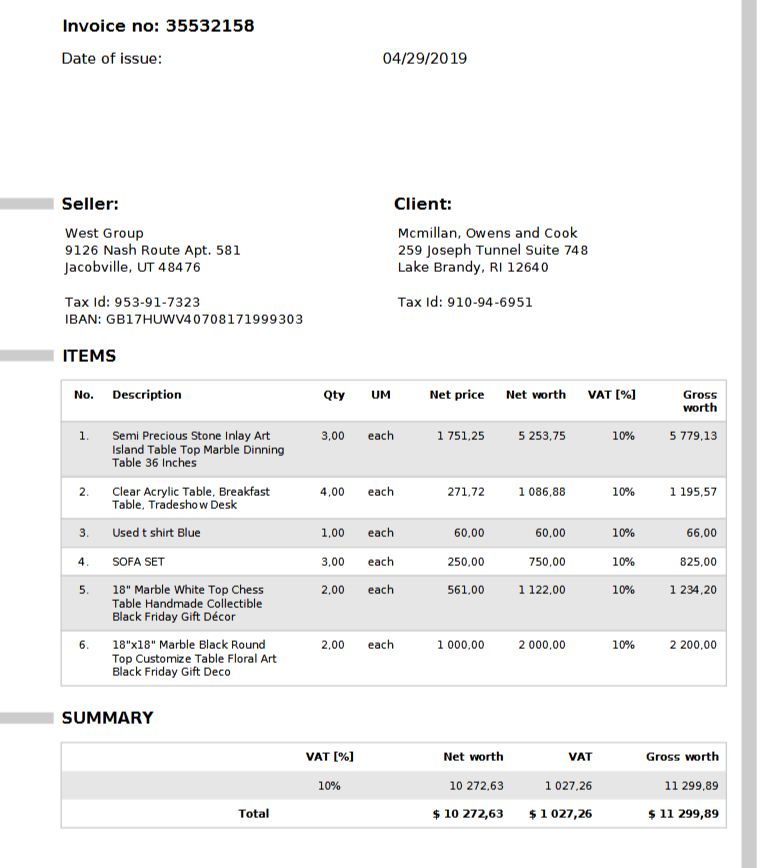 Invoice no: 35532158
Date of issue: 04/29/2019
Seller: Client:
West Group Mcmillan, Owens and Cook
9126 Nash Route Apt. 581 259 Joseph Tunnel Suite 748
Jacobville, UT 48476 Lake Brandy, RI 12640
Tax Id: 953-91-7323 Tax Id: 910-94-6951
IBAN: GB17HUWV40708171999303
ITEMS
No. Description Qty UM Net price Net worth VAT [%] Gross
worth
1. Semi Precious Stone Inlay Art 3,00 each 1 751,25 5 253,75 10% 5 779,13
Island Table Top Marble Dinning
Table 36 Inches
2. Clear Acrylic Table, Breakfast 4,00 each 271,72 1 086,88 10% 1 195,57
Table, Tradeshow Desk
3. Used t shirt Blue 1,00 each 60,00 60,00 10% 66,00
4. SOFA SET 3,00 each 250,00 750,00 10% 825,00
5. 18" Marble White Top Chess 2,00 each 561,00 1 122,00 10% 1 234,20
Table Handmade Collectible
Black Friday Gift Décor
6. 18"x18" Marble Black Round 2,00 each 1 000,00 2 000,00 10% 2 200,00
Top Customize Table Floral Art
Black Friday Gift Deco
SUMMARY
VAT [%] Net worth VAT Gross worth
10% 10 272,63 1 027,26 11 299,89
Total $ 10 272,63 $ 1 027,26 $ 11 299,89